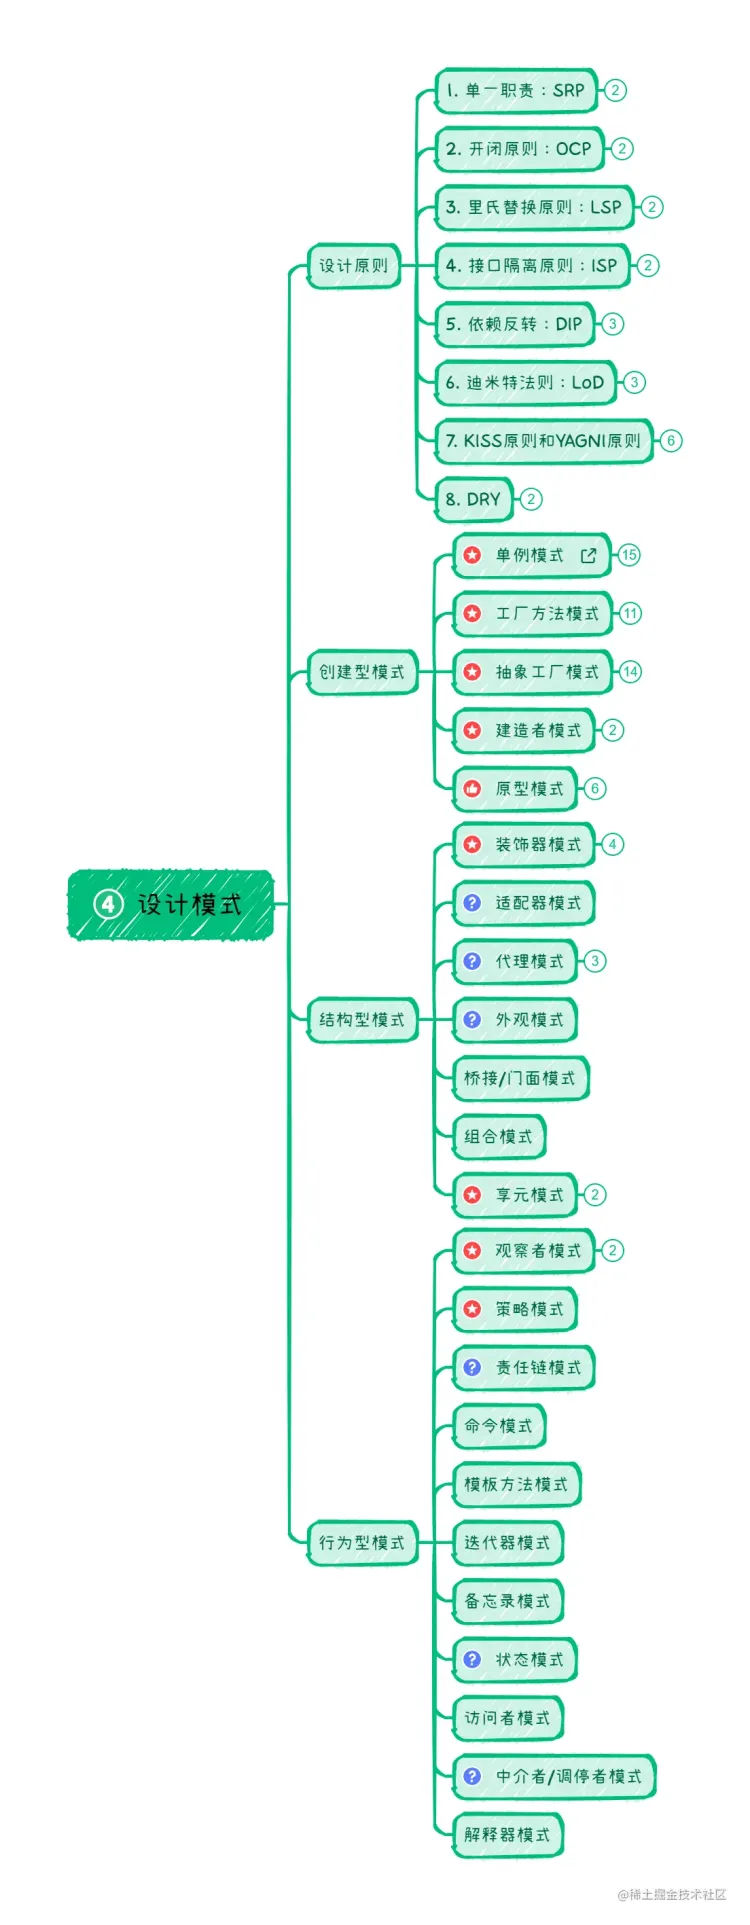 ④ 设计模式
设计原则
1. 单一职责：SRP 2
2. 开闭原则：OCP 2
3. 里氏替换原则：LSP 2
4. 接口隔离原则：ISP 2
5. 依赖反转：DIP 3
6. 迪米特法则：LoD 3
7. KISS原则和YAGNI原则 6
8. DRY 2
创建型模式
单例模式 15
工厂方法模式 11
抽象工厂模式 14
建造者模式 2
原型模式 6
结构型模式
装饰器模式 4
? 适配器模式
? 代理模式 3
? 外观模式
桥接/门面模式
组合模式
享元模式 2
行为型模式
观察者模式 2
策略模式
? 责任链模式
命令模式
模板方法模式
迭代器模式
备忘录模式
? 状态模式
访问者模式
? 中介者/调停者模式
解释器模式
@稀土掘金技术社区